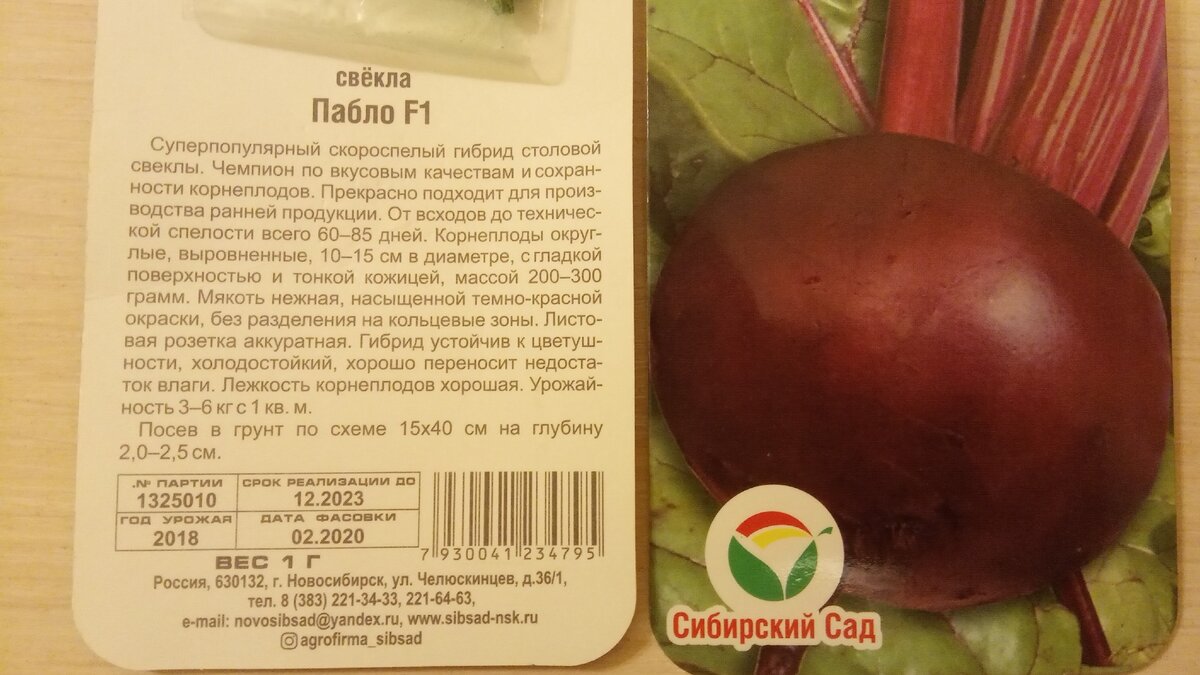 свёкла
Пабло F1
Суперпопулярный скороспелый гибрид столовой
свеклы. Чемпион по вкусовым качествам и сохран-
ности корнеплодов. Прекрасно подходит для произ-
водства ранней продукции. От всходов до техничес-
кой спелости всего 60–85 дней. Корнеплоды округ-
лые, выровненные, 10–15 см в диаметре, с гладкой
поверхностью и тонкой кожицей, массой 200–300
грамм. Мякоть нежная, насыщенной темно-красной
окраски, без разделения на кольцевые зоны. Листо-
вая розетка аккуратная. Гибрид устойчив к цветуш-
ности, холодостойкий, хорошо переносит недоста-
ток влаги. Лежкость корнеплодов хорошая. Урожай-
ность 3–6 кг с 1 кв. м.
Посев в грунт по схеме 15х40 см на глубину
2,0–2,5 см.
№ ПАРТИИ СРОК РЕАЛИЗАЦИИ ДО
1325010 12.2023
ГОД УРОЖАЯ ДАТА ФАСОВКИ
2018 02.2020
7 930041 234795
ВЕС 1 Г
Россия, 630132, г. Новосибирск, ул. Челюскинцев, д.36/1,
тел. 8 (383) 221-34-33, 221-64-63,
e-mail: novosibsad@yandex.ru, www.sibsad-nsk.ru
agrofirma_sibsad
Сибирский Сад